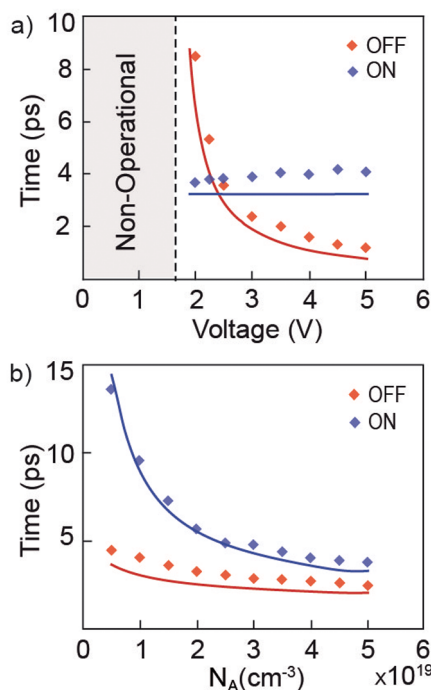 a)
10
8
6
4
2
Time (ps)
Non-Operational
OFF
ON
0 1 2 3 4 5 6
Voltage (V)
b)
15
10
5
Time (ps)
OFF
ON
0 1 2 3 4 5 6
N_A(cm⁻³) x10¹⁹